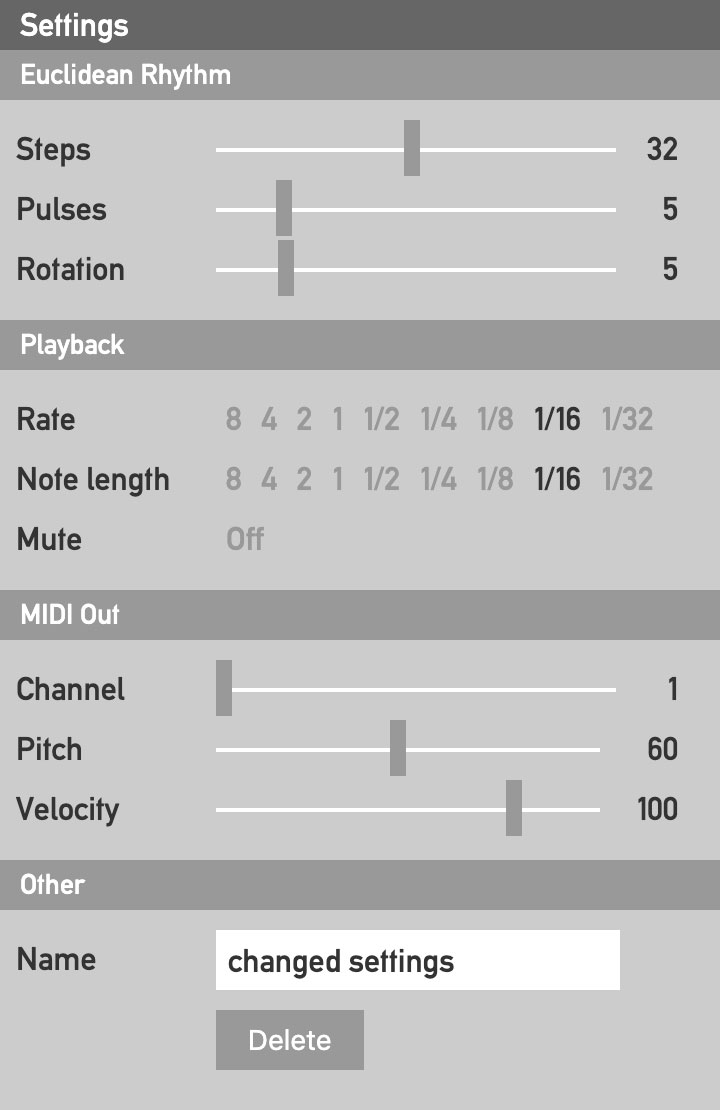 Settings
Euclidean Rhythm
Steps 32
Pulses 5
Rotation 5
Playback
Rate 8 4 2 1 1/2 1/4 1/8 1/16 1/32
Note length 8 4 2 1 1/2 1/4 1/8 1/16 1/32
Mute Off
MIDI Out
Channel 1
Pitch 60
Velocity 100
Other
Name changed settings
Delete